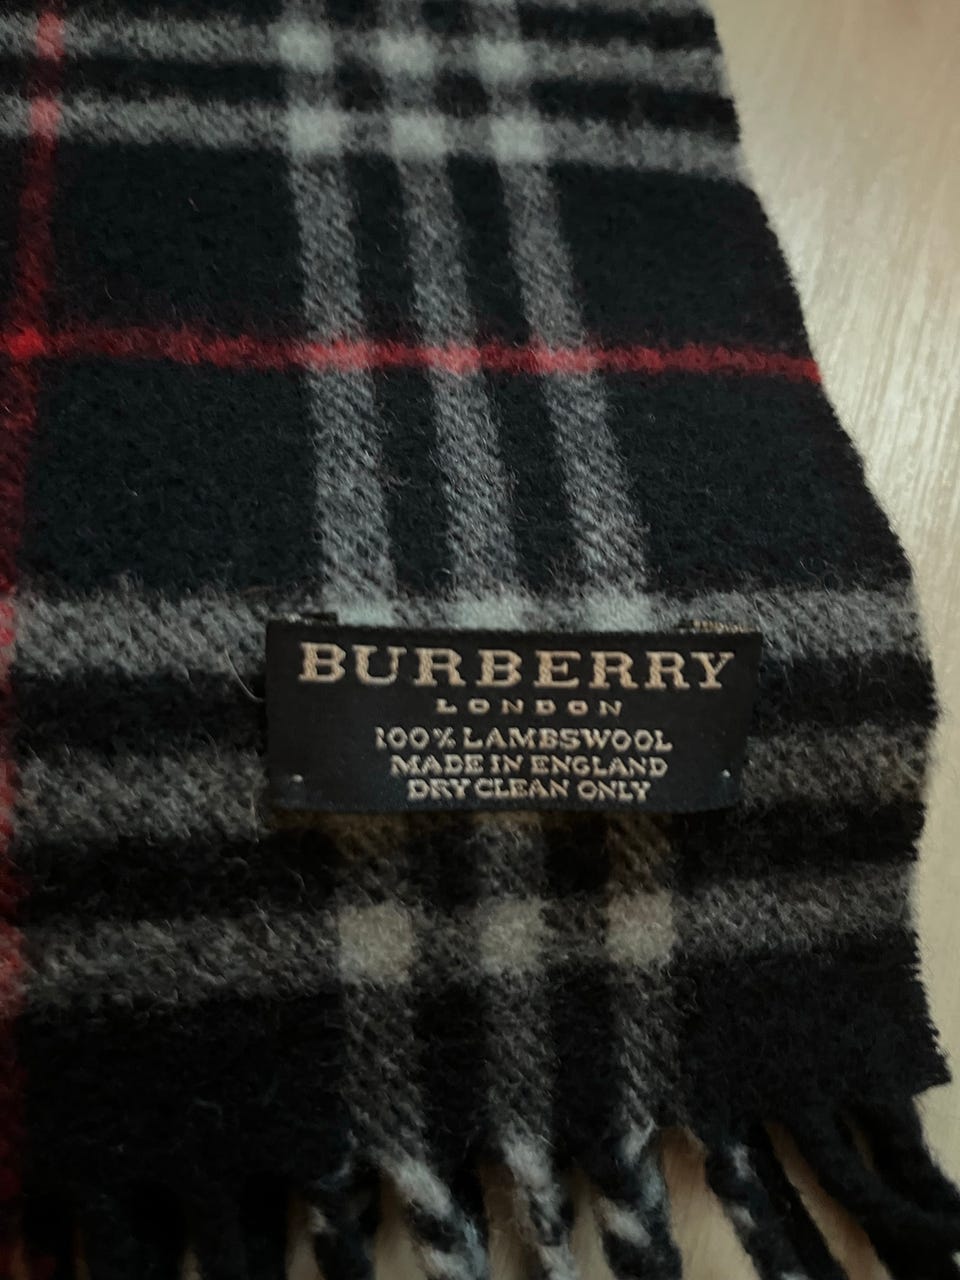 BURBERRY
LONDON
100% LAMBSWOOL
MADE IN ENGLAND
DRY CLEAN ONLY